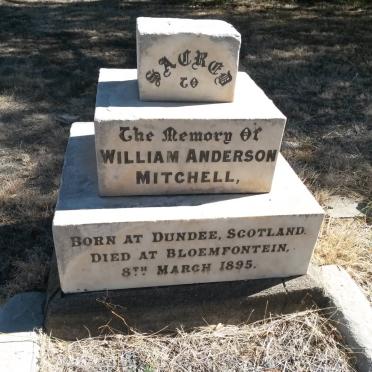 SACRED
TO
The Memory Of
WILLIAM ANDERSON
MITCHELL,
BORN AT DUNDEE, SCOTLAND.
DIED AT BLOEMFONTEIN,
8TH MARCH 1895.